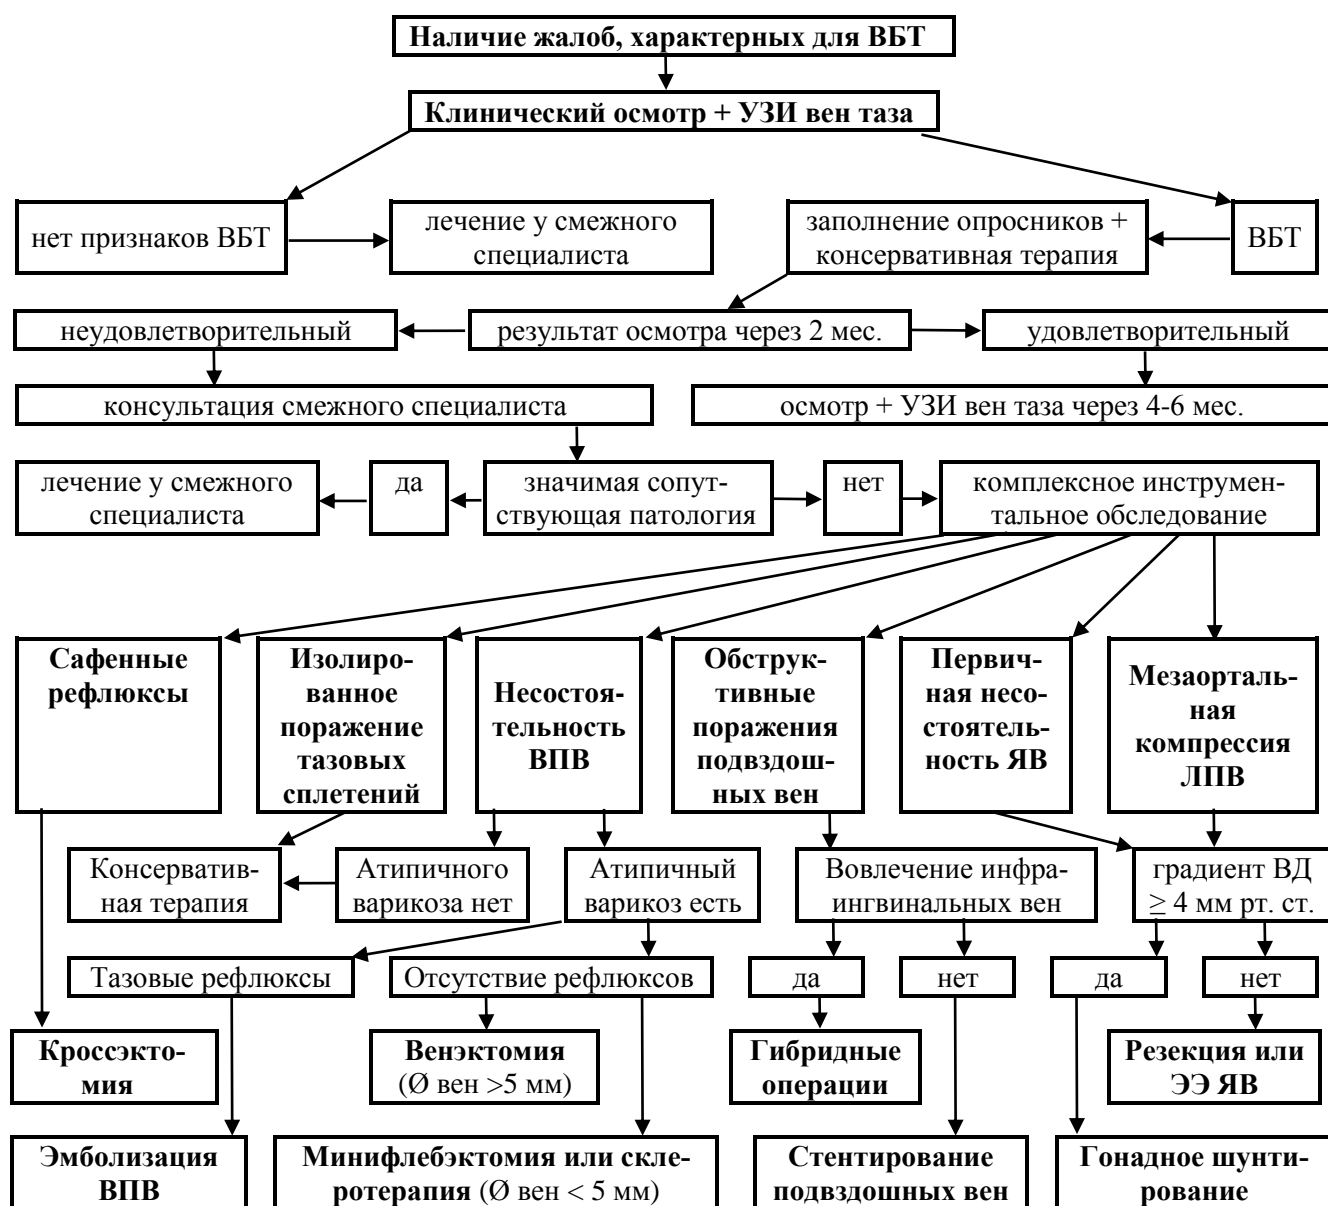 Наличие жалоб, характерных для ВБТ
Клинический осмотр + УЗИ вен таза
нет признаков ВБТ
лечение у смежного
специалиста
заполнение опросников +
консервативная терапия
ВБТ
неудовлетворительный
результат осмотра через 2 мес.
удовлетворительный
консультация смежного специалиста
осмотр + УЗИ вен таза через 4-6 мес.
лечение у смежного
специалиста
да
значимая сопут-
ствующая патология
нет
комплексное инструмен-
тальное обследование
Сафенные
рефлюксы
Изолиро-
ванное
поражение
тазовых
сплетений
Несостоя-
тельность
ВПВ
Обструк-
тивные
поражения
подвздош-
ных вен
Первич-
ная несо-
стоятель-
ность ЯВ
Мезаорталь-
ная
компрессия
ЛПВ
Консерватив-
ная терапия
Атипичного
варикоза нет
Атипичный
варикоз есть
Вовлечение инфра-
ингвинальных вен
градиент ВД
≥ 4 мм рт. ст.
Тазовые рефлюксы
Отсутствие рефлюксов
да
нет
да
нет
Кроссэкто-
мия
Венэктомия
(Ø вен >5 мм)
Гибридные
операции
Резекция или
ЭЭ ЯВ
Эмболизация
ВПВ
Минифлебэктомия или скле-
ротерапия (Ø вен < 5 мм)
Стентирование
подвздошных вен
Гонадное шунти-
рование